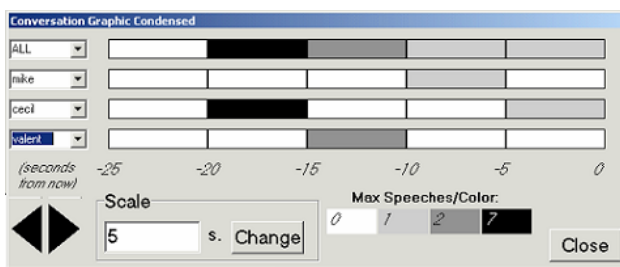 Conversation Graphic Condensed
ALL
mike
cecil
valent
(seconds from now) -25 -20 -15 -10 -5 0
Scale
5 s. Change
Max Speeches/Color:
0 1 2 7
Close